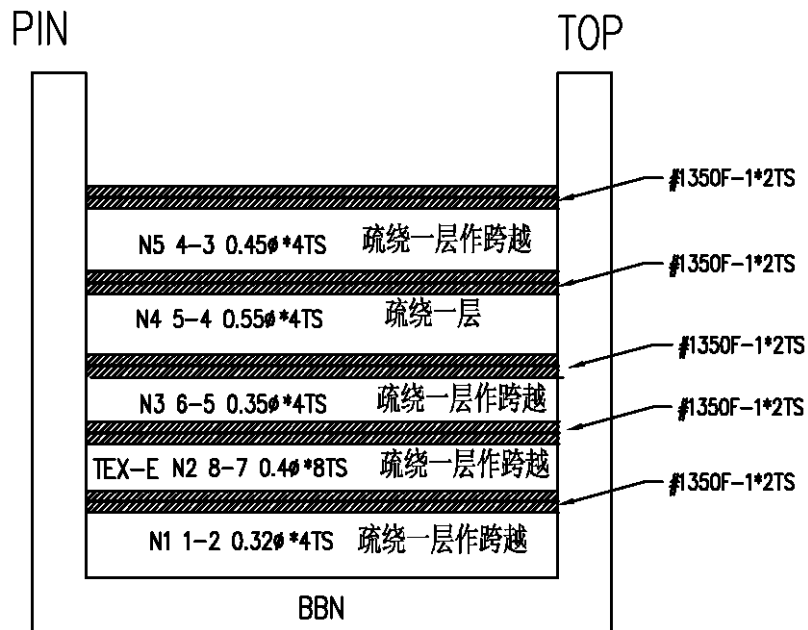 PIN
TOP
#1350F-1*2TS
N5 4-3 0.45ø*4TS 疏绕一层作跨越
#1350F-1*2TS
N4 5-4 0.55ø*4TS 疏绕一层
#1350F-1*2TS
N3 6-5 0.35ø*4TS 疏绕一层作跨越
#1350F-1*2TS
TEX-E N2 8-7 0.4ø*8TS 疏绕一层作跨越
#1350F-1*2TS
N1 1-2 0.32ø*4TS 疏绕一层作跨越
BBN